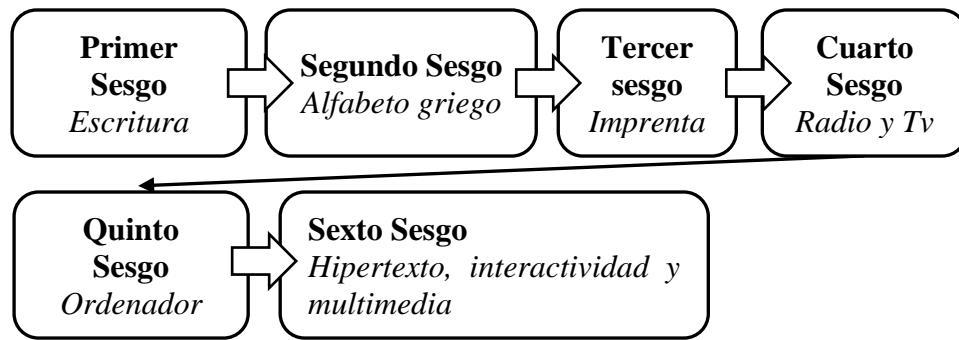 Primer
Sesgo
Escritura
Segundo Sesgo
Alfabeto griego
Tercer
sesgo
Imprenta
Cuarto
Sesgo
Radio y Tv
Quinto
Sesgo
Ordenador
Sexto Sesgo
Hipertexto, interactividad y
multimedia